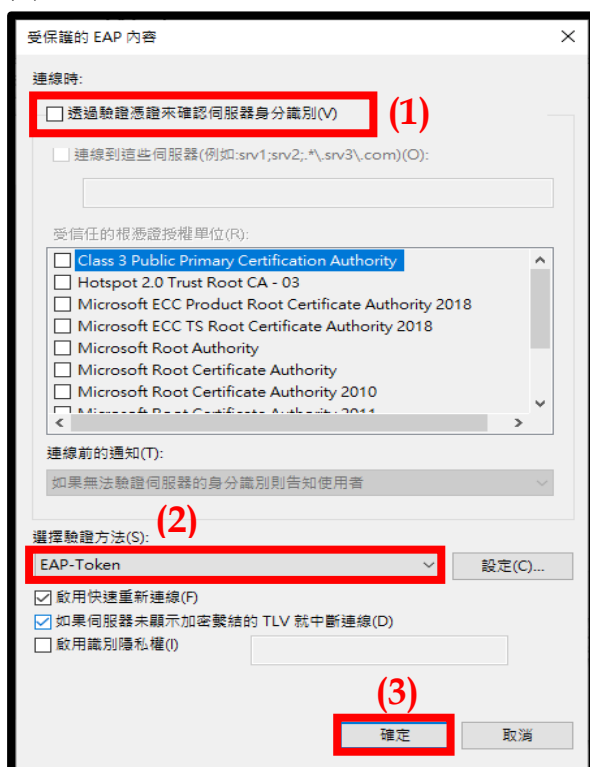 受保護的 EAP 內容
連線時:
透過驗證憑證來確認伺服器身分識別(V)
(1)
連線到這些伺服器(例如:srv1;srv2;.*\.srv3\.com)(O):
受信任的根憑證授權單位(R):
Class 3 Public Primary Certification Authority
Hotspot 2.0 Trust Root CA - 03
Microsoft ECC Product Root Certificate Authority 2018
Microsoft ECC TS Root Certificate Authority 2018
Microsoft Root Authority
Microsoft Root Certificate Authority
Microsoft Root Certificate Authority 2010
Microsoft Root Certificate Authority 2011
連線前的通知(T):
如果無法驗證伺服器的身分識別則告知使用者
(2)
選擇驗證方法(S):
EAP-Token
設定(C)...
啟用快速重新連線(F)
如果伺服器未顯示加密繫結的 TLV 就中斷連線(D)
啟用識別隱私權(I)
(3)
確定
取消